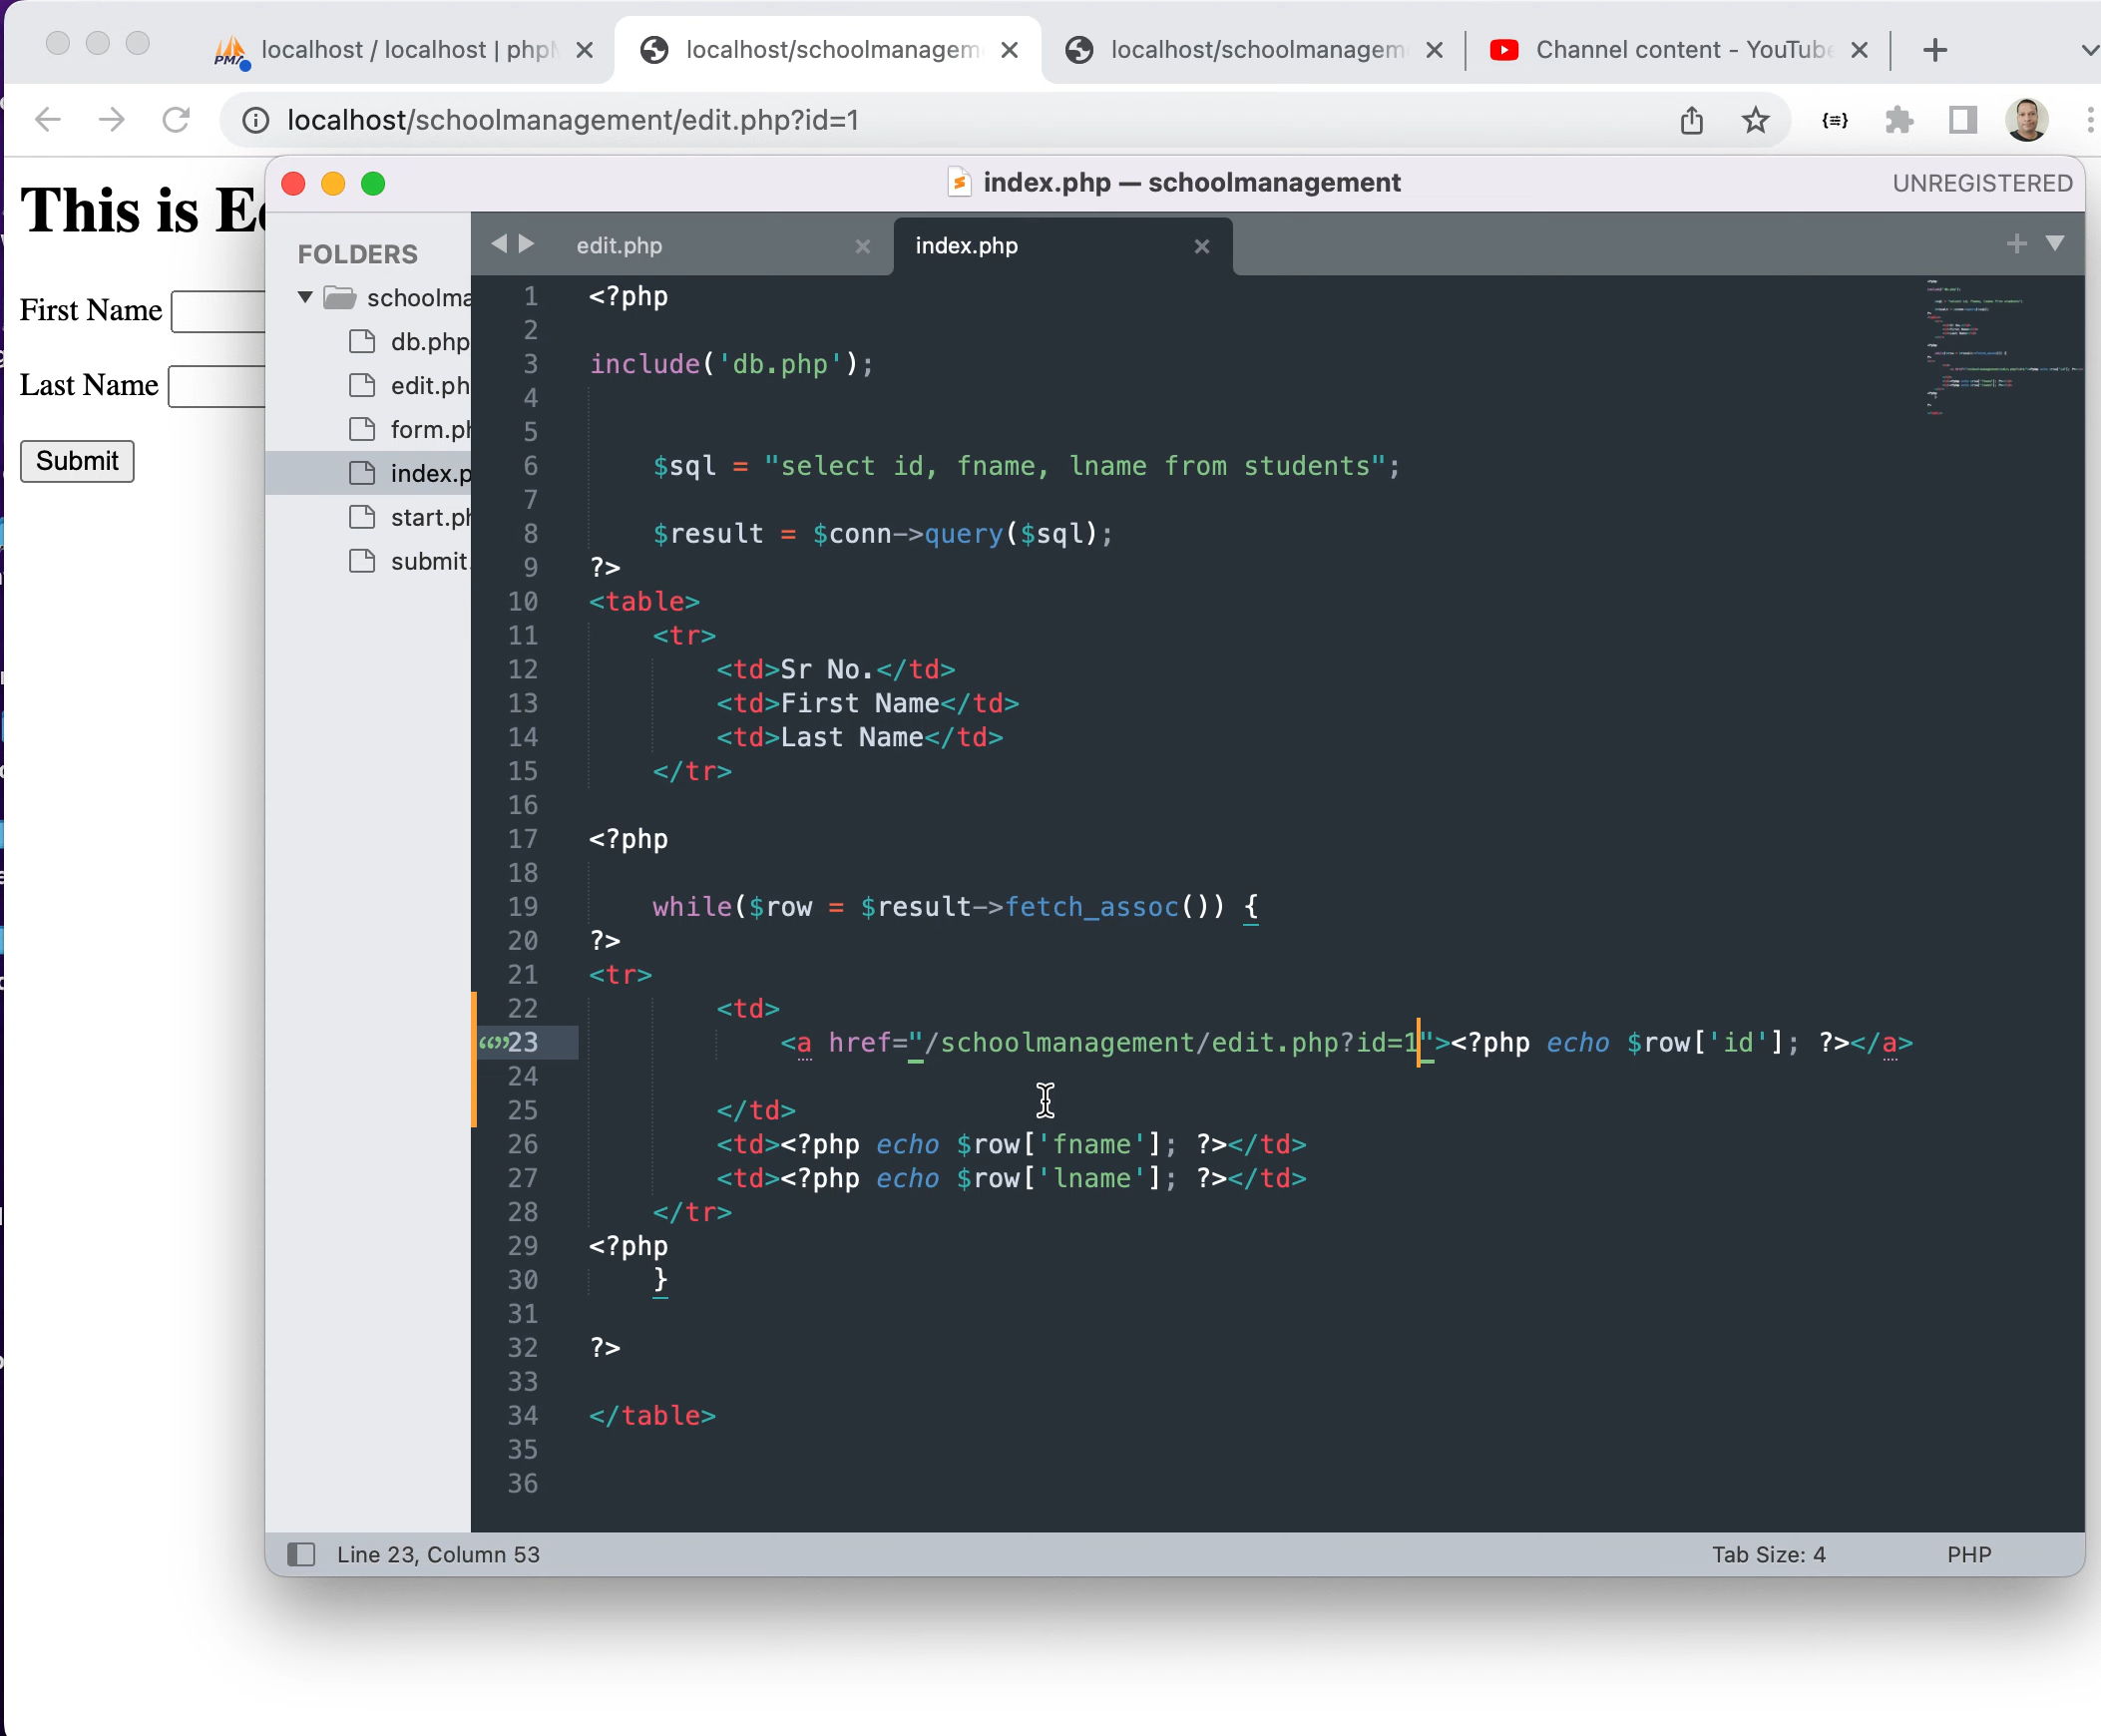 localhost / localhost | phpM
localhost/schoolmanagem
localhost/schoolmanagem
Channel content - YouTube
localhost/schoolmanagement/edit.php?id=1
This is Ed
First Name
Last Name
Submit
index.php — schoolmanagement
UNREGISTERED
FOLDERS
schoolma
db.php
edit.ph
form.ph
index.p
start.ph
submit.
edit.php
index.php
1 <?php
2
3 include('db.php');
4
5
6 $sql = "select id, fname, lname from students";
7
8 $result = $conn->query($sql);
9 ?>
10 <table>
11 <tr>
12 <td>Sr No.</td>
13 <td>First Name</td>
14 <td>Last Name</td>
15 </tr>
16
17 <?php
18
19 while($row = $result->fetch_assoc()) {
20 ?>
21 <tr>
22 <td>
23 <a href="/schoolmanagement/edit.php?id=1"><?php echo $row['id']; ?></a>
24
25 </td>
26 <td><?php echo $row['fname']; ?></td>
27 <td><?php echo $row['lname']; ?></td>
28 </tr>
29 <?php
30 }
31
32 ?>
33
34 </table>
35
36
Line 23, Column 53
Tab Size: 4
PHP